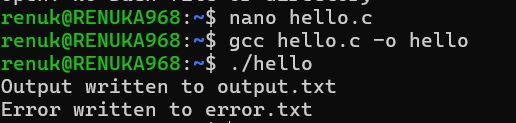 renuk@RENUKA968:~$ nano hello.c
renuk@RENUKA968:~$ gcc hello.c -o hello
renuk@RENUKA968:~$ ./hello
Output written to output.txt
Error written to error.txt